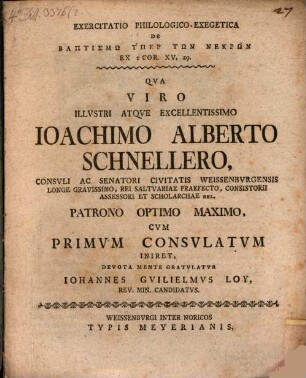 27
EXERCITATIO PHILOLOGICO-EXEGETICA
DE
ΒΑΠΤΙΣΜΩ ΥΠΕΡ ΤΩΝ ΝΕΚΡΩΝ
EX 1 COR. XV, 29.
QVA
VIRO
ILLVSTRI ATQVE EXCELLENTISSIMO
IOACHIMO ALBERTO
SCHNELLERO,
CONSVLI AC SENATORI CIVITATIS WEISSENBVRGENSIS
LONGE GRAVISSIMO, REI SALTVARIAE PRAEFECTO, CONSISTORII
ASSESSORI ET SCHOLARCHAE REL.
PATRONO OPTIMO MAXIMO,
CVM
PRIMVM CONSVLATVM
INIRET,
DEVOTA MENTE GRATVLATVR
IOHANNES GVILIELMVS LOY,
REV. MIN. CANDIDATVS.
WEISSENBVRGI INTER NORICOS
TYPIS MEYERIANIS.